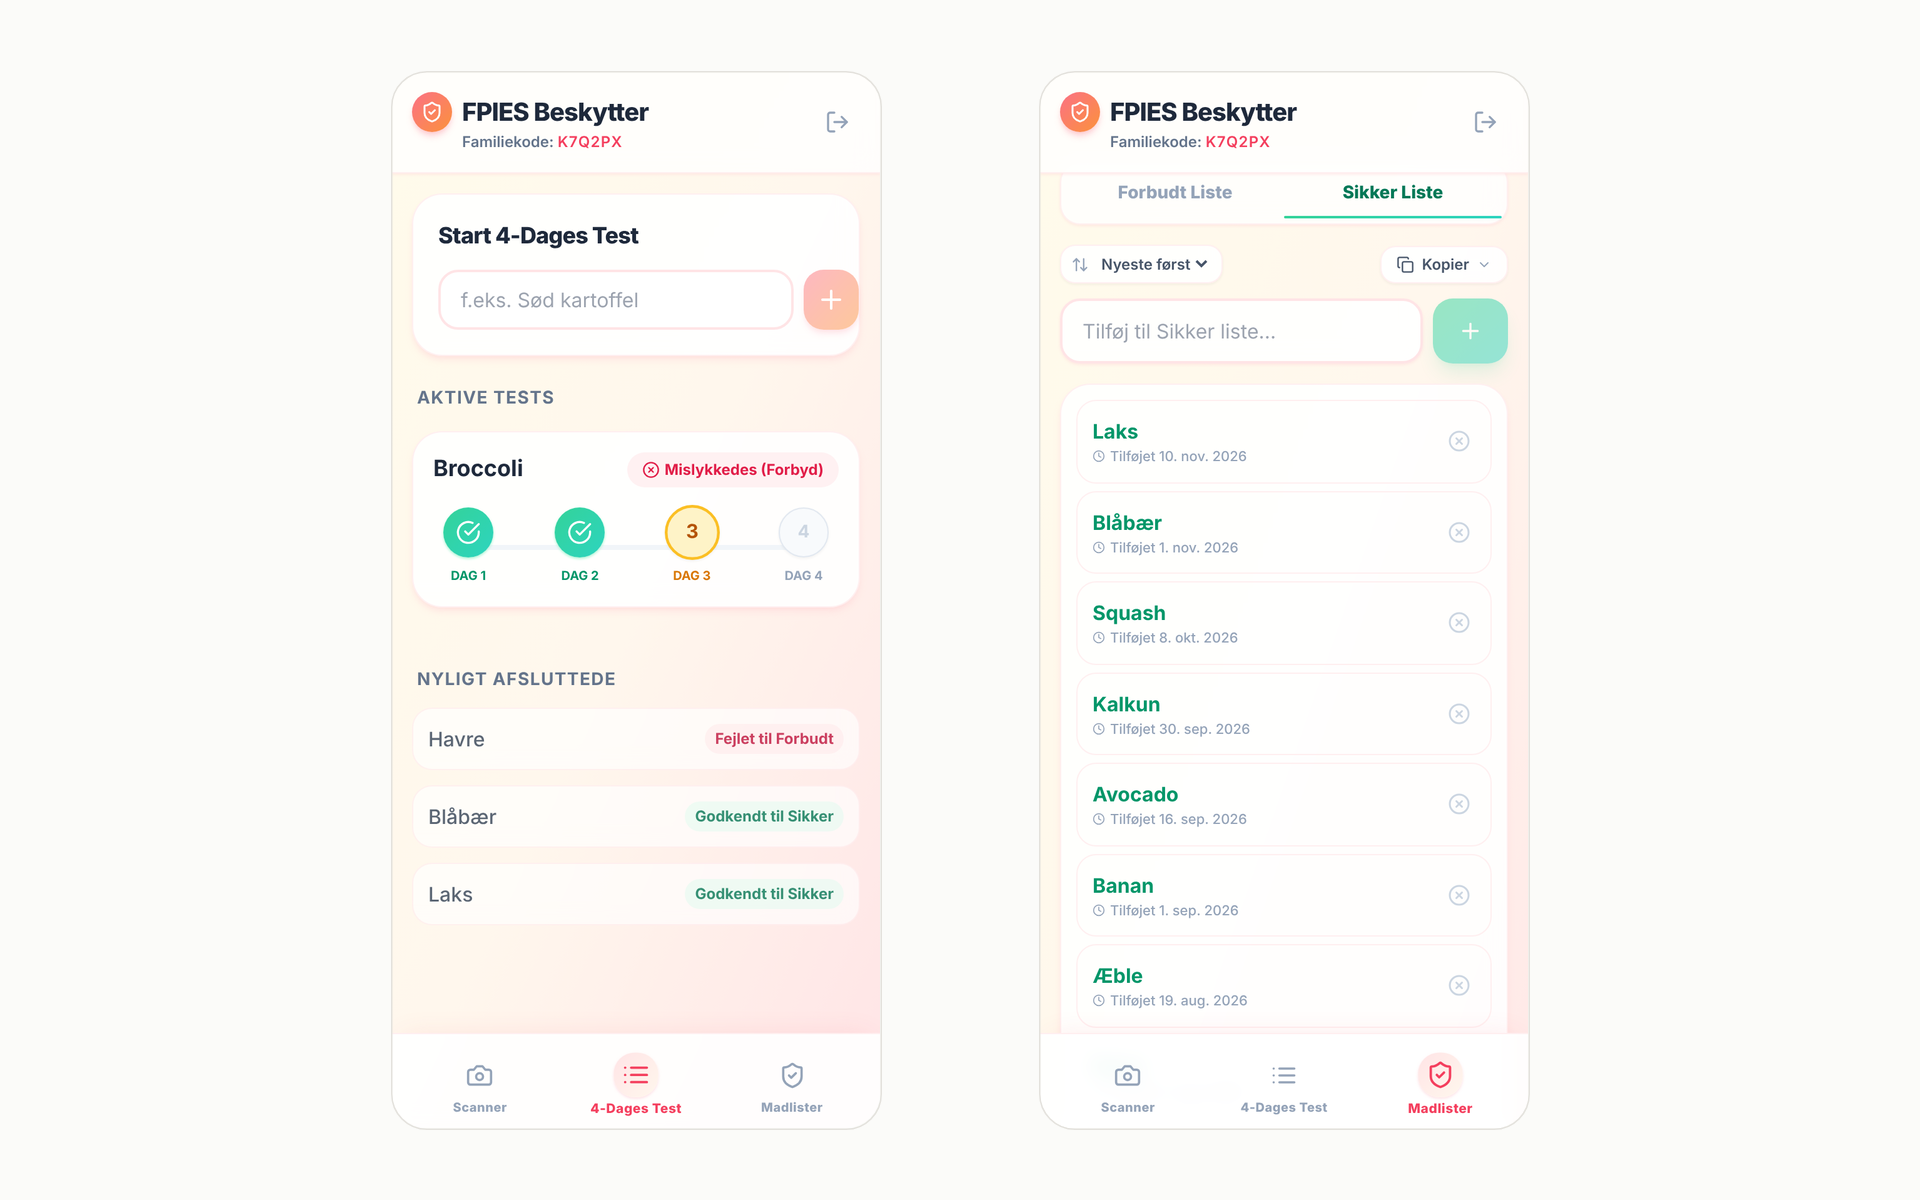 FPIES Beskytter
Familiekode: K7Q2PX
Start 4-Dages Test
f.eks. Sød kartoffel
AKTIVE TESTS
Broccoli
Mislykkedes (Forbyd)
3
4
DAG 1
DAG 2
DAG 3
DAG 4
NYLIGT AFSLUTTEDE
Havre
Fejlet til Forbudt
Blåbær
Godkendt til Sikker
Laks
Godkendt til Sikker
Scanner
4-Dages Test
Madlister
FPIES Beskytter
Familiekode: K7Q2PX
Forbudt Liste
Sikker Liste
Nyeste først
Kopier
Tilføj til Sikker liste...
Laks
Tilføjet 10. nov. 2026
Blåbær
Tilføjet 1. nov. 2026
Squash
Tilføjet 8. okt. 2026
Kalkun
Tilføjet 30. sep. 2026
Avocado
Tilføjet 16. sep. 2026
Banan
Tilføjet 1. sep. 2026
Æble
Tilføjet 19. aug. 2026
Scanner
4-Dages Test
Madlister